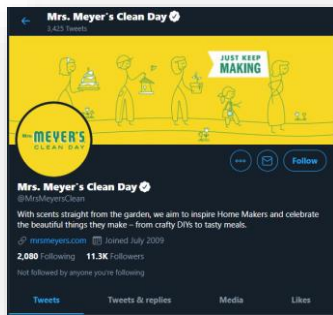 Mrs. Meyer's Clean Day
3,425 Tweets
JUST KEEP
MAKING
Mrs. MEYER'S
CLEAN DAY
Follow
Mrs. Meyer's Clean Day
@MrsMeyersClean
With scents straight from the garden, we aim to inspire Home Makers and celebrate
the beautiful things they make – from crafty DIYs to tasty meals.
mrsmeyers.com Joined July 2009
2,080 Following 11.3K Followers
Not followed by anyone you're following
Tweets Tweets & replies Media Likes